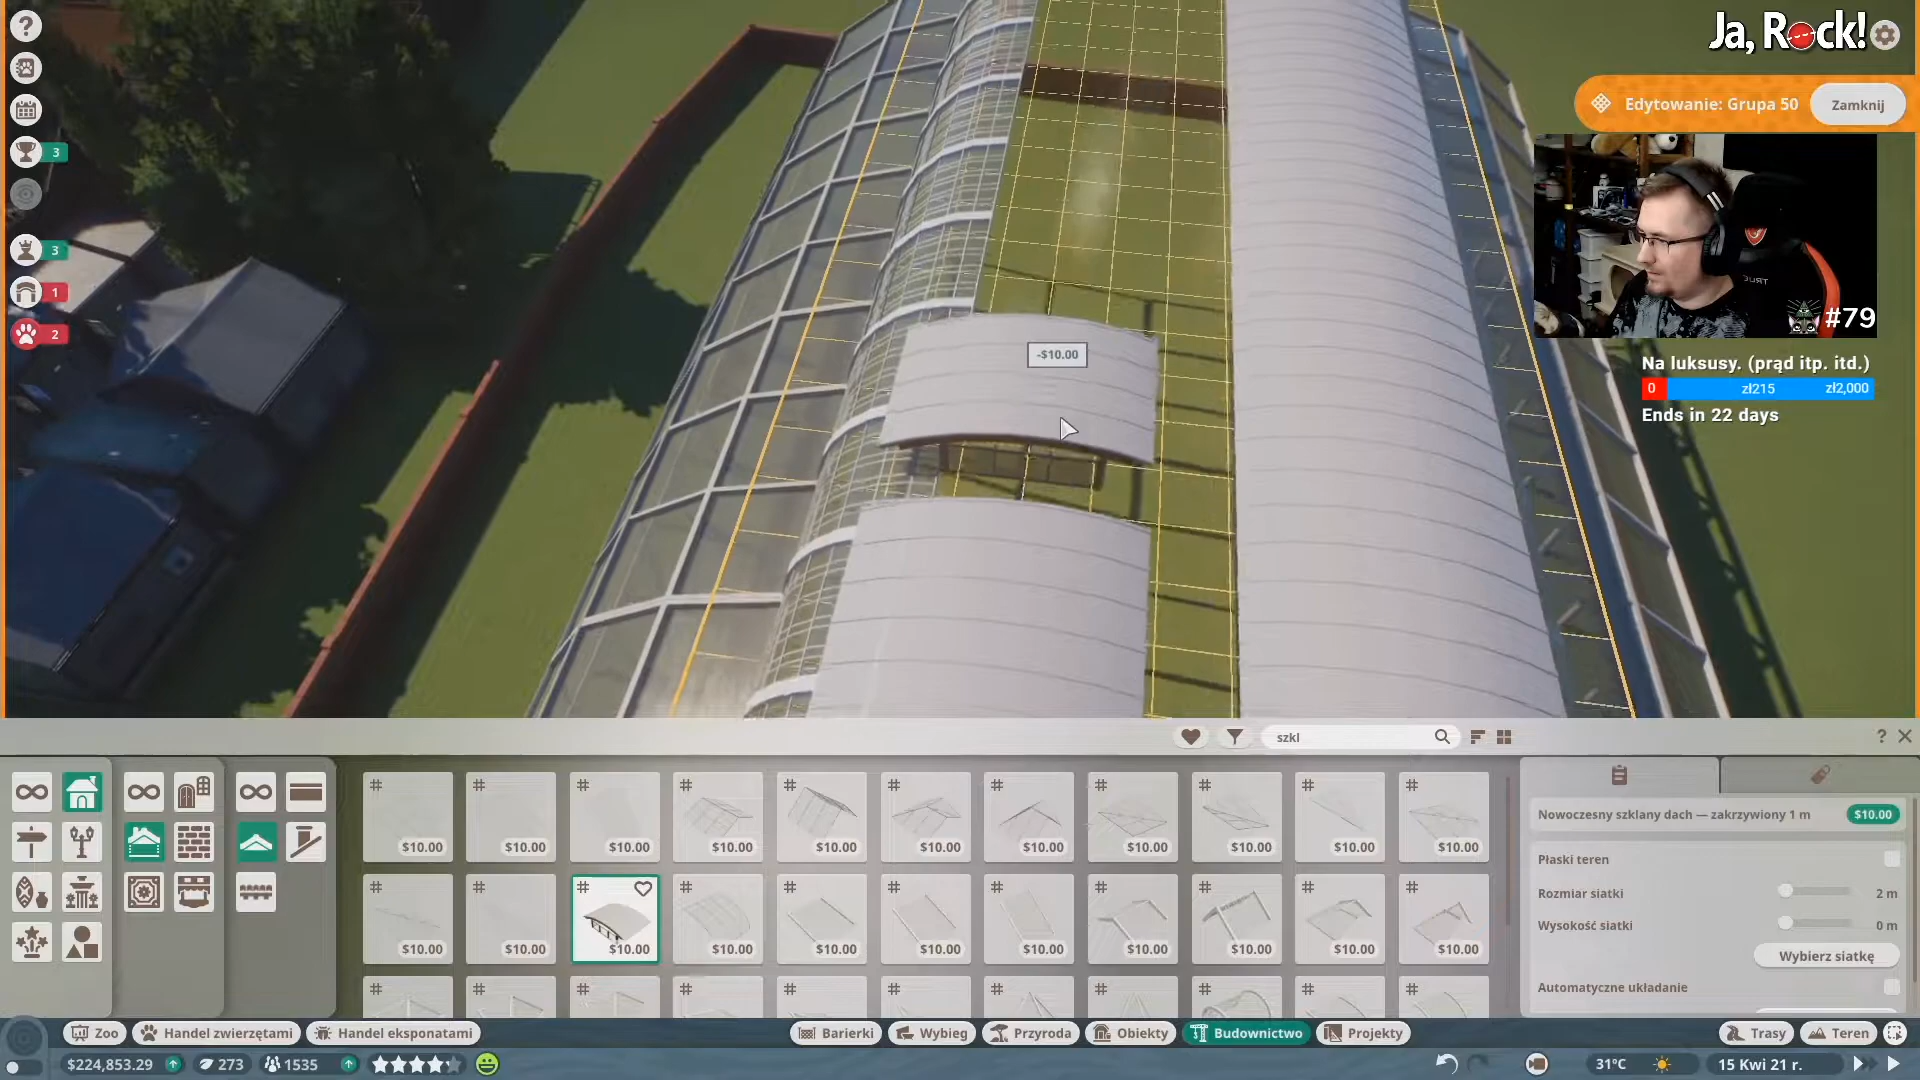 Ja, Rock!
Edytowanie: Grupa 50
Zamknij
3
3
1
2
-$10.00
#79
Na luksusy. (prąd itp. itd.)
0 zł215 zł2,000
Ends in 22 days
szkl
?
$10.00 $10.00 $10.00 $10.00 $10.00 $10.00 $10.00 $10.00 $10.00 $10.00 $10.00
$10.00 $10.00 $10.00 $10.00 $10.00 $10.00 $10.00 $10.00 $10.00 $10.00 $10.00
Nowoczesny szklany dach — zakrzywiony 1 m $10.00
Płaski teren
Rozmiar siatki 2 m
Wysokość siatki 0 m
Wybierz siatkę
Automatyczne układanie
Zoo Handel zwierzętami Handel eksponatami Barierki Wybieg Przyroda Obiekty Budownictwo Projekty Trasy Teren
$224,853.29 273 1535 31°C 15 Kwi 21 r.